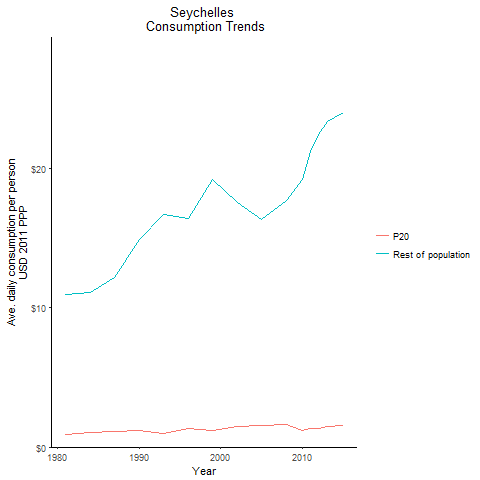 Seychelles
Consumption Trends
Ave. daily consumption per person
USD 2011 PPP
$20
$10
$0
1980
1990
2000
2010
Year
P20
Rest of population